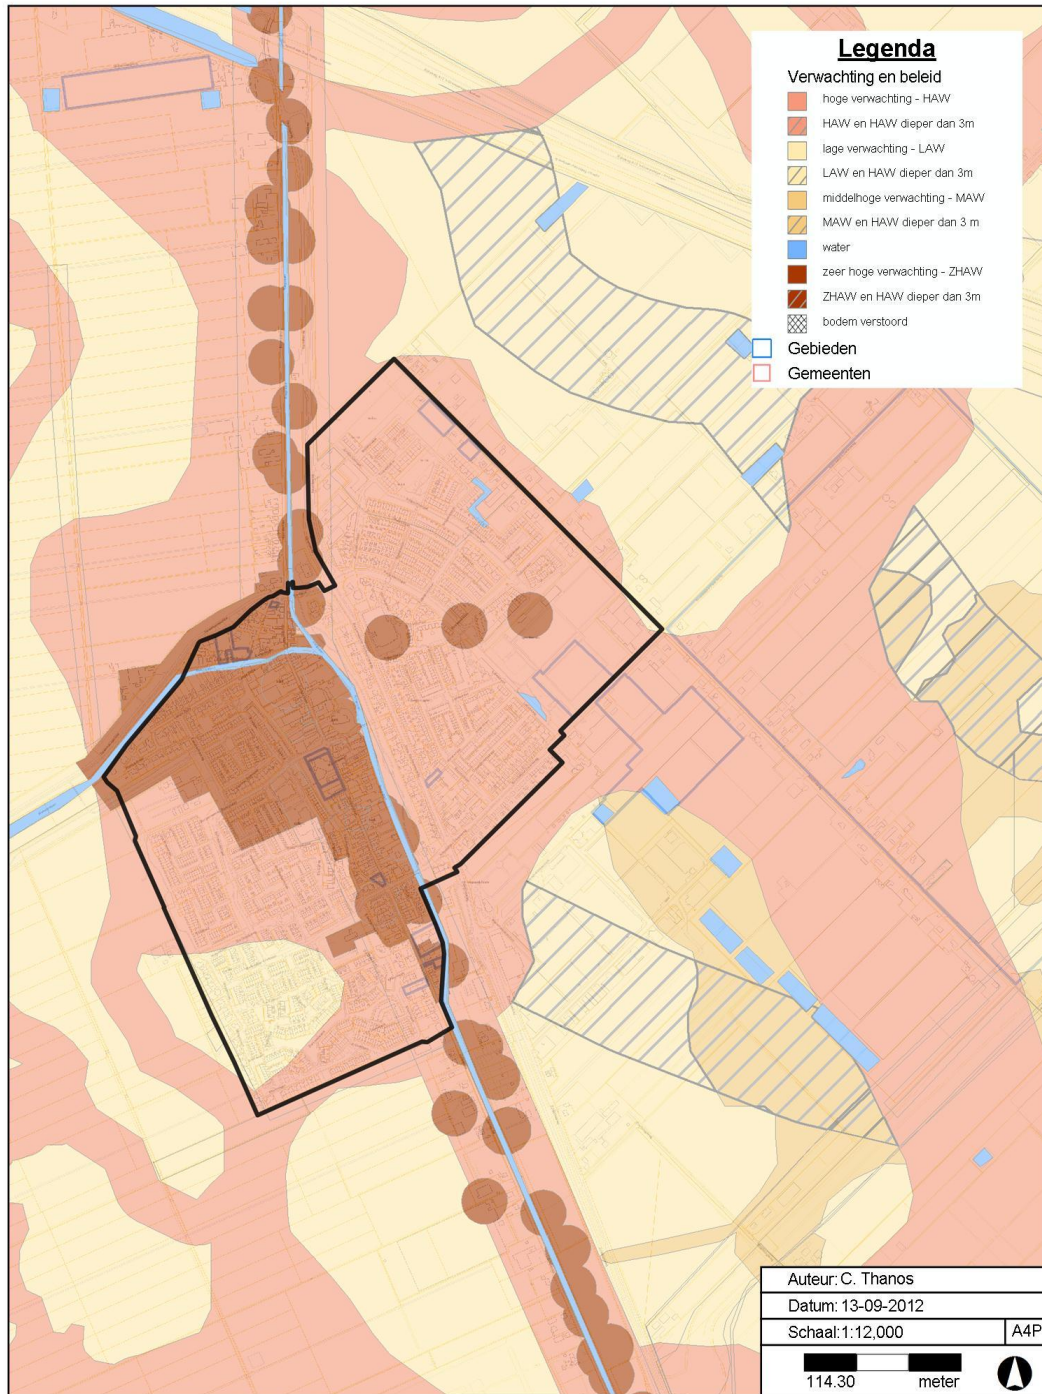 Legenda
Verwachting en beleid
hoge verwachting - HAW
HAW en HAW dieper dan 3m
lage verwachting - LAW
LAW en HAW dieper dan 3m
middelhoge verwachting - MAW
MAW en HAW dieper dan 3 m
water
zeer hoge verwachting - ZHAW
ZHAW en HAW dieper dan 3m
bodem verstoord
Gebieden
Gemeenten
Auteur: C. Thanos
Datum: 13-09-2012
Schaal:1:12,000 A4P
114.30 meter